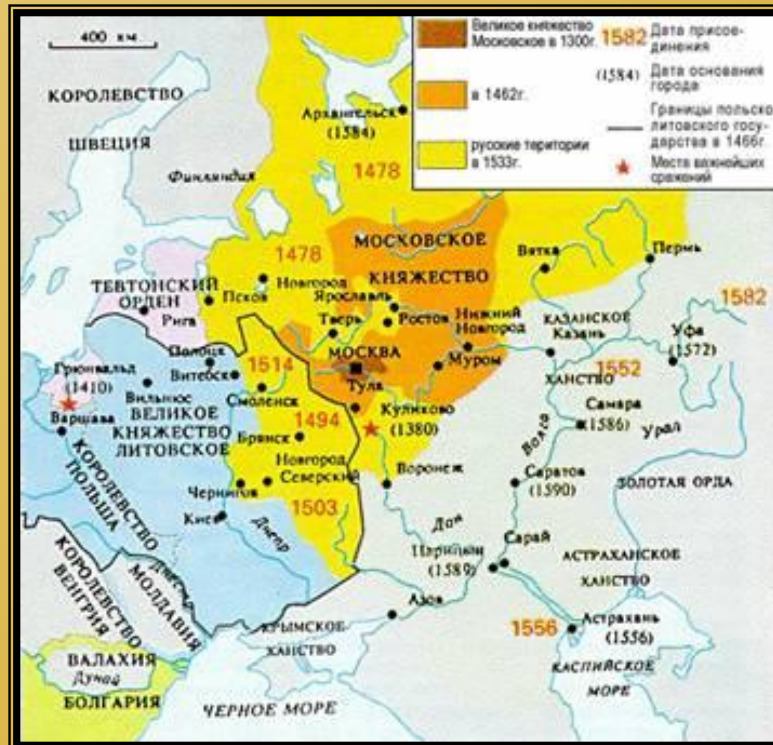 400 км
Великое княжество
Московское в 1300г.
в 1462г.
русские територии
в 1533г.
1582 Дата присое-
динения
(1584) Дата основания
города
Границы польско
литовского госу-
дарства в 1466г.
Места важнейших
сражений
КОРОЛЕВСТВО
ШВЕЦИЯ
Финляндия
Архангельск
(1584)
1478
1478
МОСКОВСКОЕ
КНЯЖЕСТВО
Вятка
Пермь
ТЕВТОНСКИЙ
ОРДЕН
Рига
Псков
Новгород
Ярославль
Ростов
Тверь
Нижний
Новгород
КАЗАНСКОЕ
Казань
ХАНСТВО
1552
1582
Уфа
(1572)
Грюнвальд
(1410)
Полоцк
Витебск
1514
Смоленск
МОСКВА
Муром
Тула
Вильнюс
ВЕЛИКОЕ
КНЯЖЕСТВО
ЛИТОВСКОЕ
Варшава
1494
Куликово
(1380)
Самара
(1586)
Урал
Волга
КОРОЛЕВСТВО
ПОЛЬША
Брянск
Новгород
Северский
Чернигов
1503
Воронеж
Саратов
(1590)
ЗОЛОТАЯ ОРДА
Киев
Днепр
Дон
Царицын
(1589)
Сарай
АСТРАХАНСКОЕ
ХАНСТВО
КОРОЛЕВСТВО
ВЕНГРИЯ
МОЛДАВИЯ
Днестр
Азов
1556
Астрахань
(1556)
КРЫМСКОЕ
ХАНСТВО
ВАЛАХИЯ
Дунай
БОЛГАРИЯ
ЧЕРНОЕ МОРЕ
КАСПИЙСКОЕ
МОРЕ